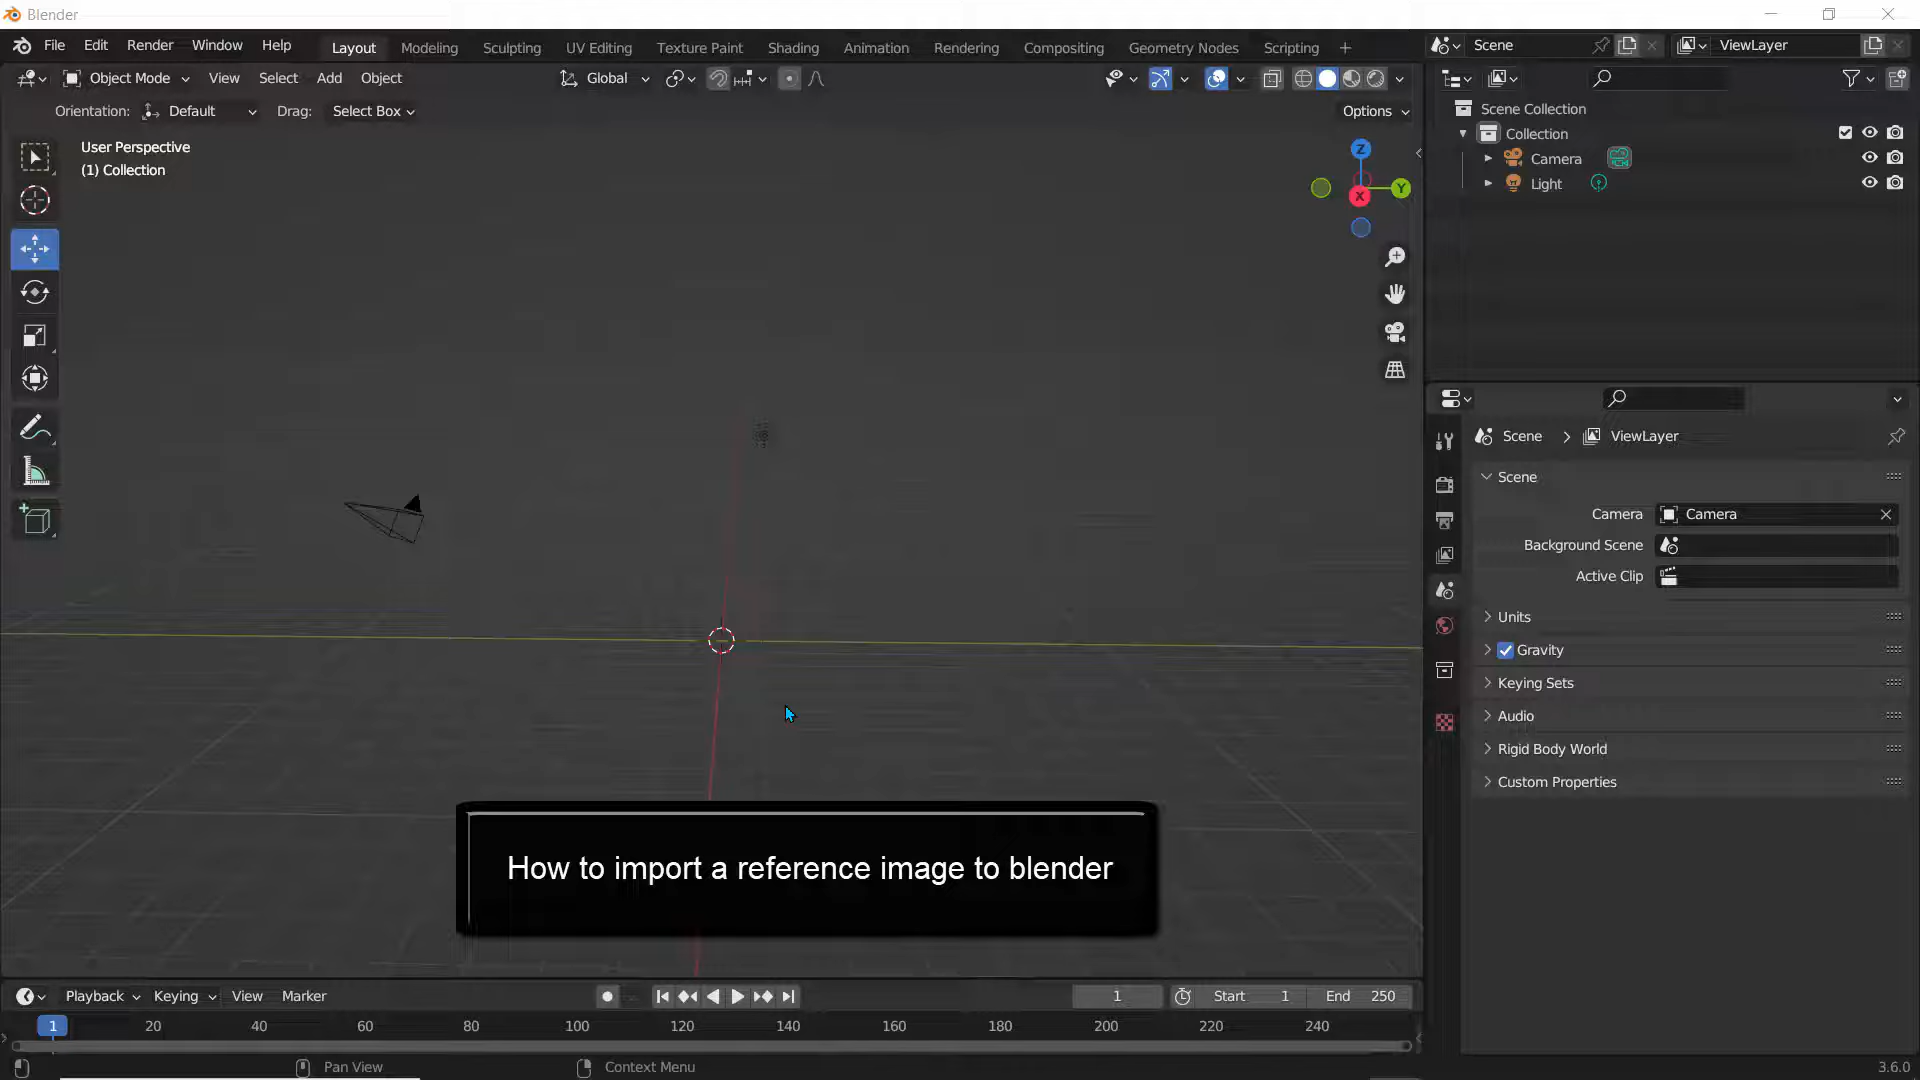 Blender
File Edit Render Window Help Layout Modeling Sculpting UV Editing Texture Paint Shading Animation Rendering Compositing Geometry Nodes Scripting + Scene ViewLayer
Object Mode View Select Add Object Global
Orientation: Default Drag: Select Box Options
User Perspective
(1) Collection
Z
Y
X
Scene Collection
Collection
Camera
Light
Scene ViewLayer
Scene
Camera Camera
Background Scene
Active Clip
Units
Gravity
Keying Sets
Audio
Rigid Body World
Custom Properties
How to import a reference image to blender
Playback Keying View Marker 1 Start 1 End 250
1 20 40 60 80 100 120 140 160 180 200 220 240
Pan View Context Menu 3.6.0